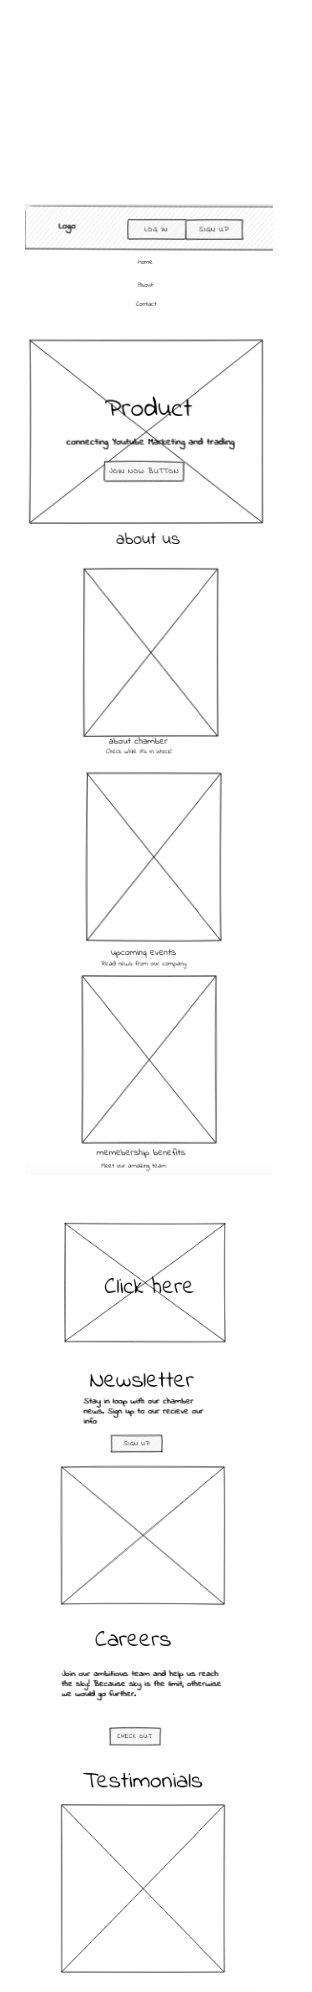 Logo
LOG IN
SIGN UP
Home
About
Contact
Product
connecting Youtube Marketing and trading
JOIN NOW BUTTON
about us
about chamber
Check while it's in stock!
upcoming events
Read news from our company
memebership benefits
Meet our amazing team
Click here
Newsletter
Stay in loop with our chamber
news. Sign up to our recieve our
info
SIGN UP
Careers
Join our ambitious team and help us reach
the sky! Because sky is the limit, otherwise
we would go further.
CHECK OUT
Testimonials